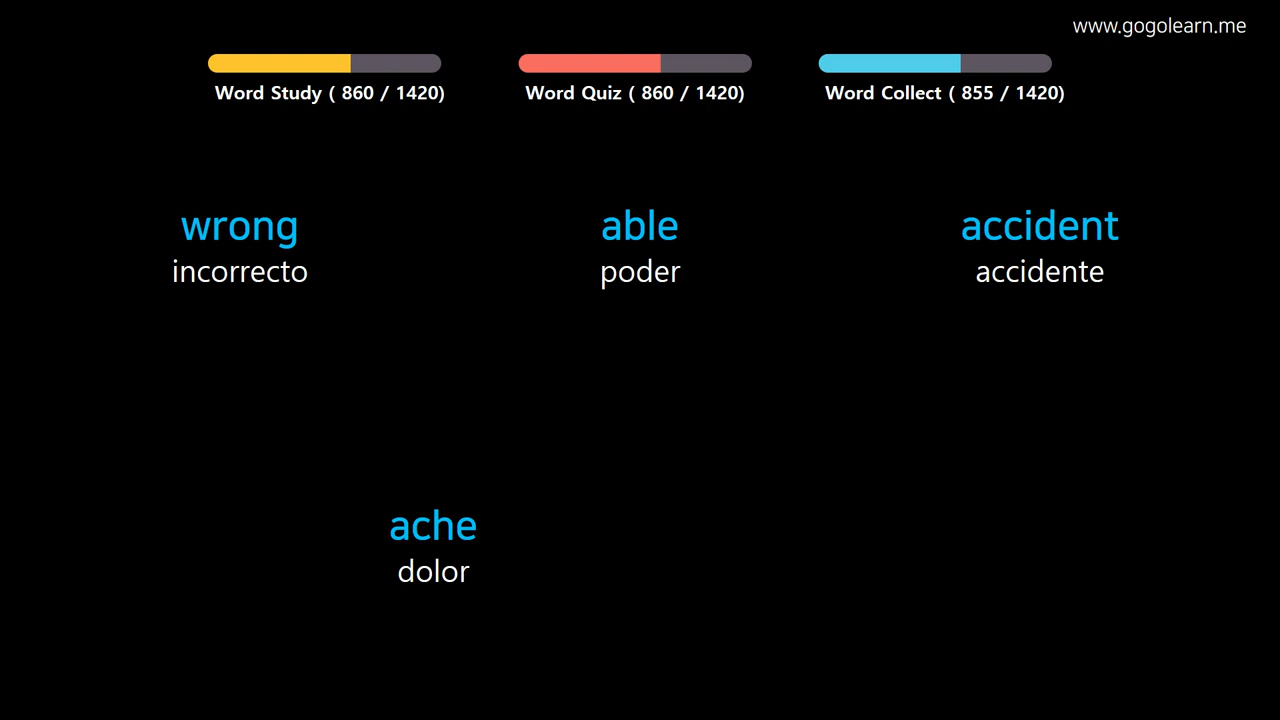 www.gogolearn.me
Word Study ( 860 / 1420)
Word Quiz ( 860 / 1420)
Word Collect ( 855 / 1420)
wrong
incorrecto
able
poder
accident
accidente
ache
dolor